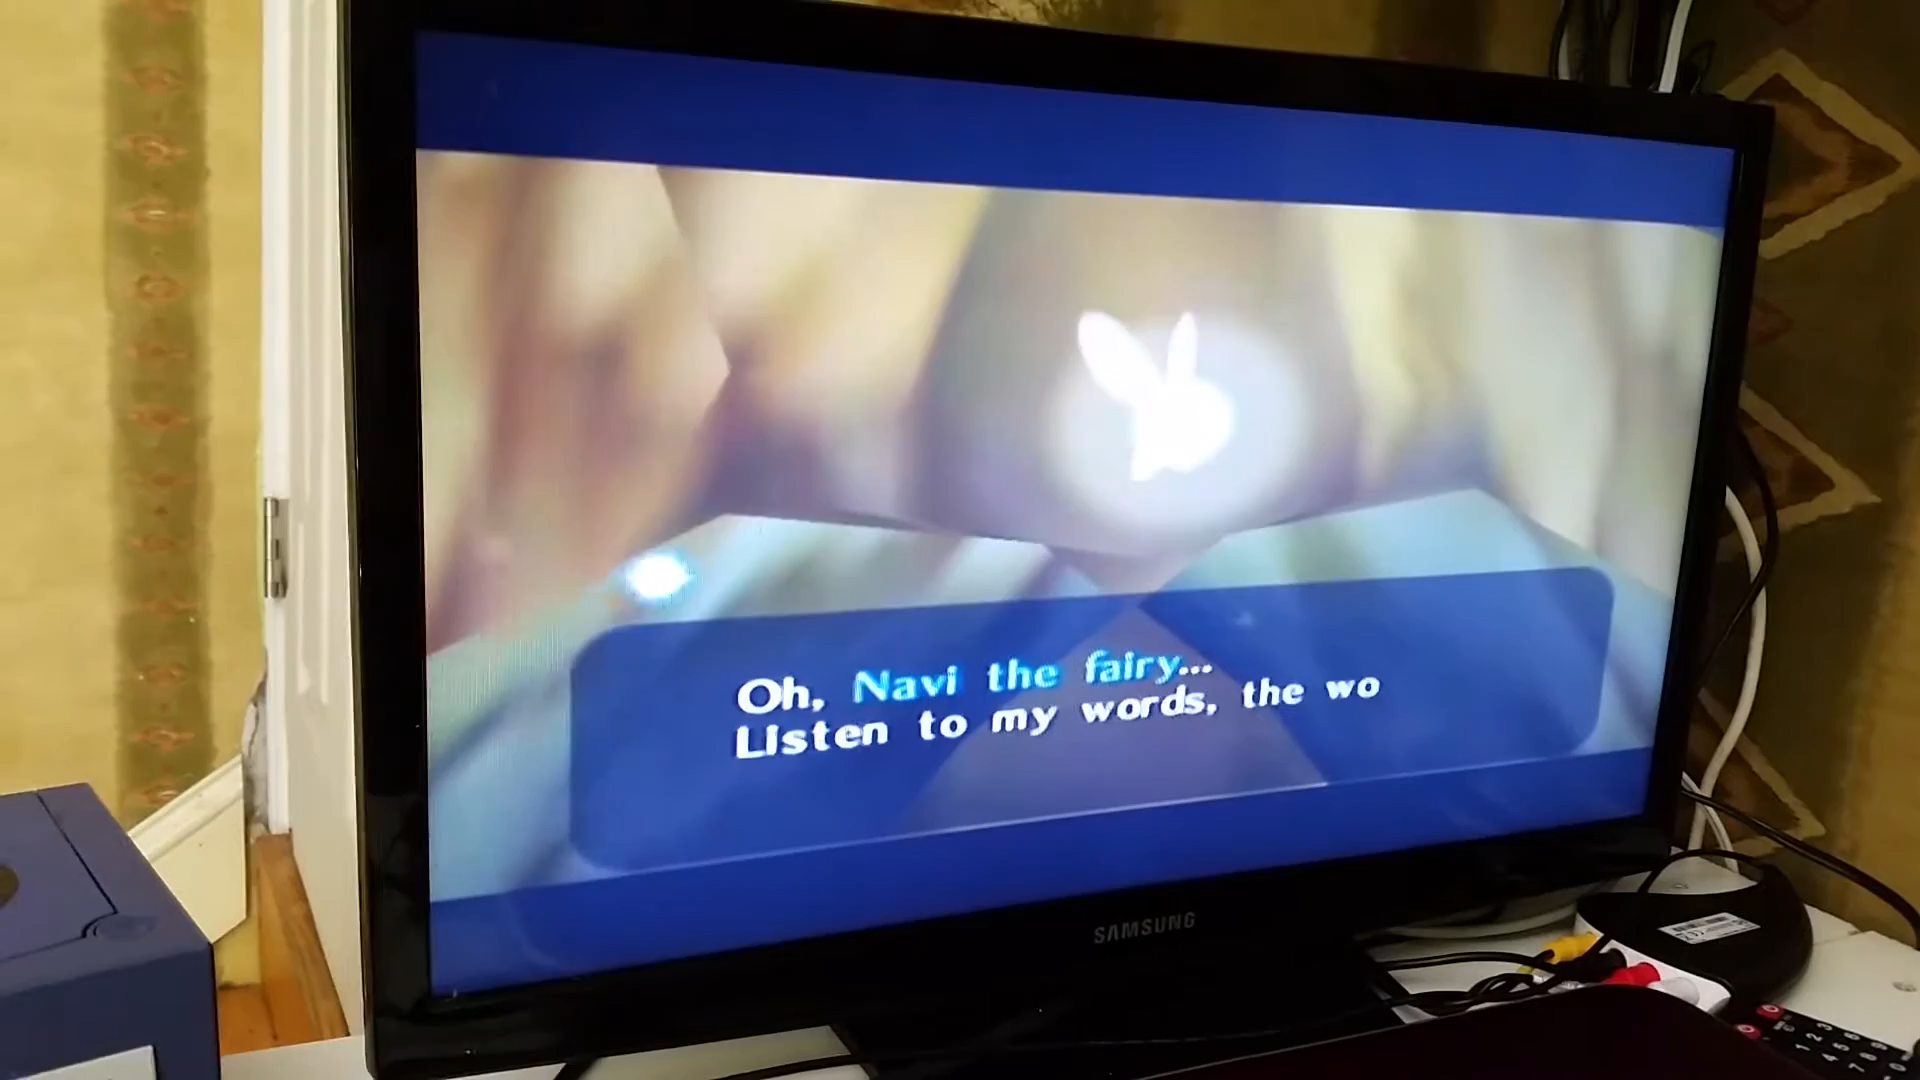 Oh, Navi the fairy...
Listen to my words, the wo
SAMSUNG